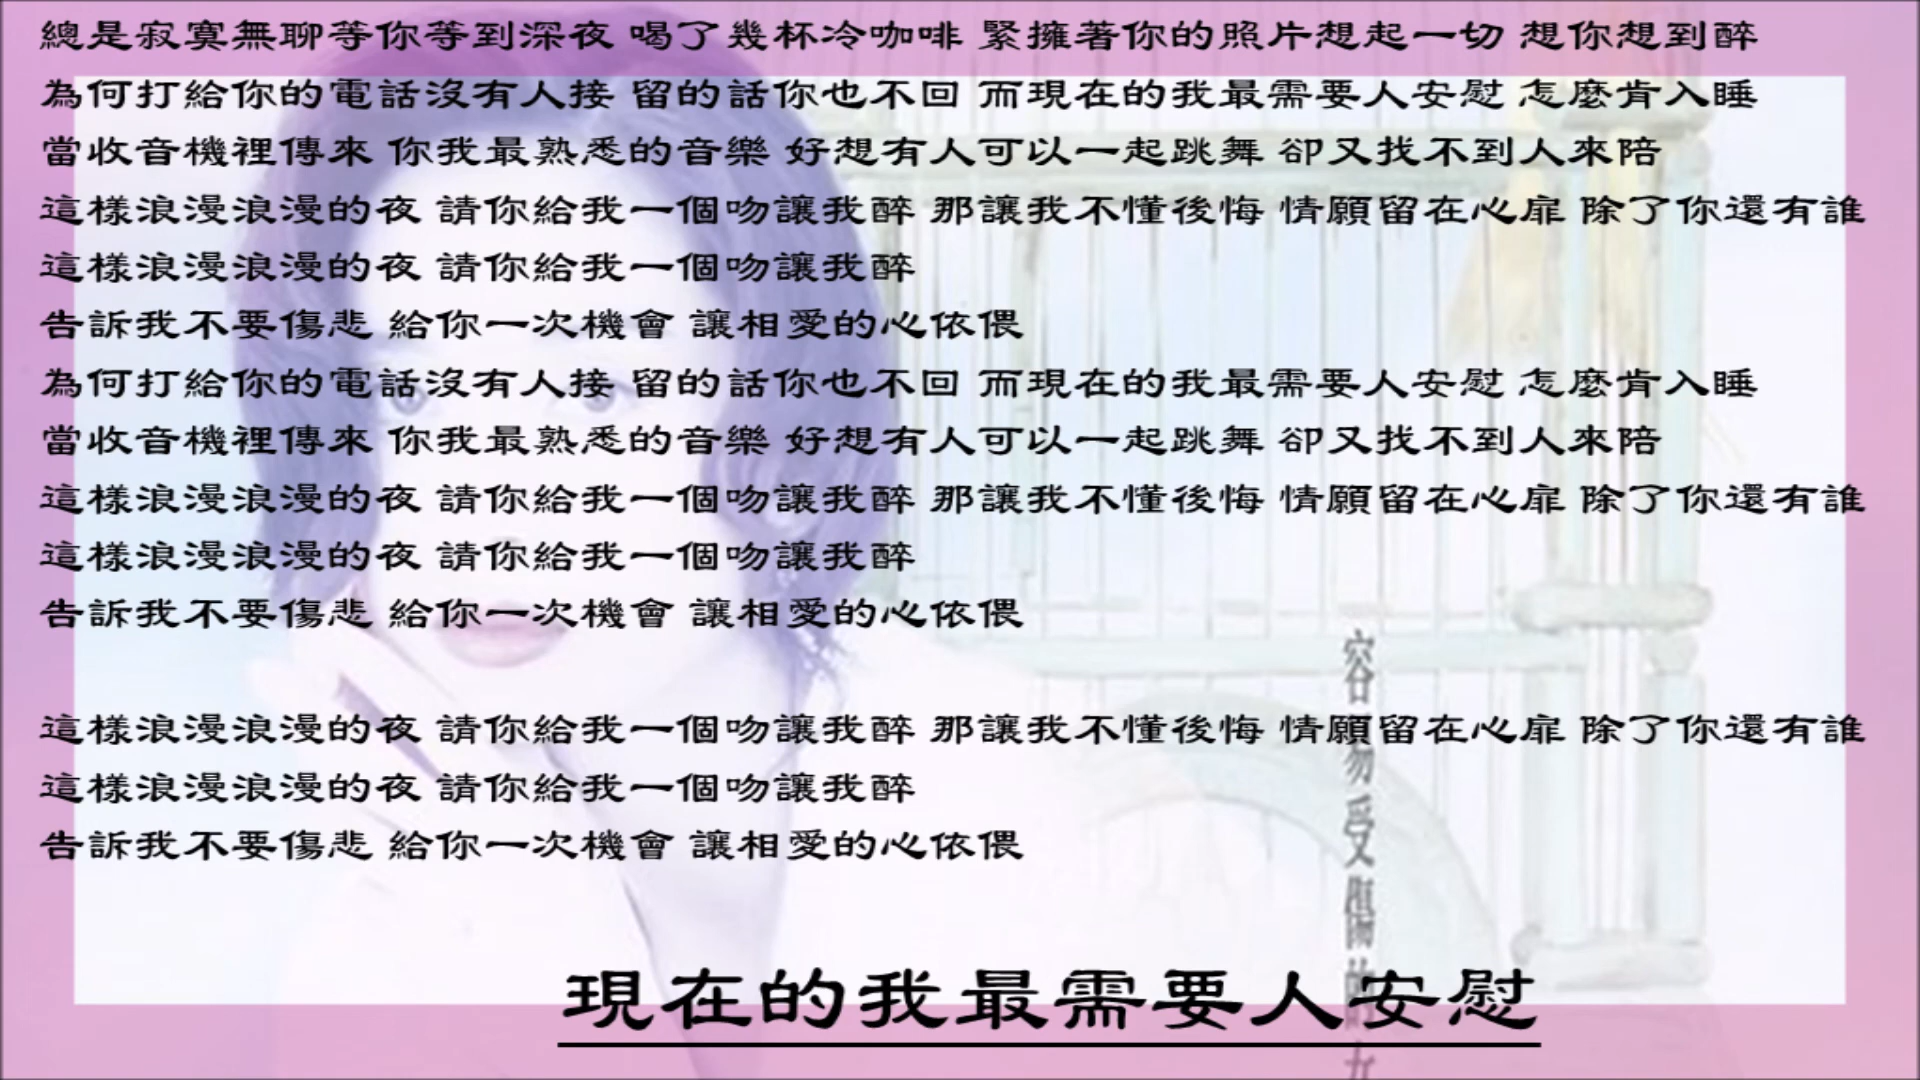 總是寂寞無聊等你等到深夜 喝了幾杯冷咖啡 緊擁著你的照片想起一切 想你想到醉
為何打給你的電話沒有人接 留的話你也不回 而現在的我最需要人安慰 怎麼肯入睡
當收音機裡傳來 你我最熟悉的音樂 好想有人可以一起跳舞 卻又找不到人來陪
這樣浪漫浪漫的夜 請你給我一個吻讓我醉 那讓我不懂後悔 情願留在心扉 除了你還有誰
這樣浪漫浪漫的夜 請你給我一個吻讓我醉
告訴我不要傷悲 給你一次機會 讓相愛的心依偎
為何打給你的電話沒有人接 留的話你也不回 而現在的我最需要人安慰 怎麼肯入睡
當收音機裡傳來 你我最熟悉的音樂 好想有人可以一起跳舞 卻又找不到人來陪
這樣浪漫浪漫的夜 請你給我一個吻讓我醉 那讓我不懂後悔 情願留在心扉 除了你還有誰
這樣浪漫浪漫的夜 請你給我一個吻讓我醉
告訴我不要傷悲 給你一次機會 讓相愛的心依偎
這樣浪漫浪漫的夜 請你給我一個吻讓我醉 那讓我不懂後悔 情願留在心扉 除了你還有誰
這樣浪漫浪漫的夜 請你給我一個吻讓我醉
告訴我不要傷悲 給你一次機會 讓相愛的心依偎
容易受傷的女
現在的我最需要人安慰